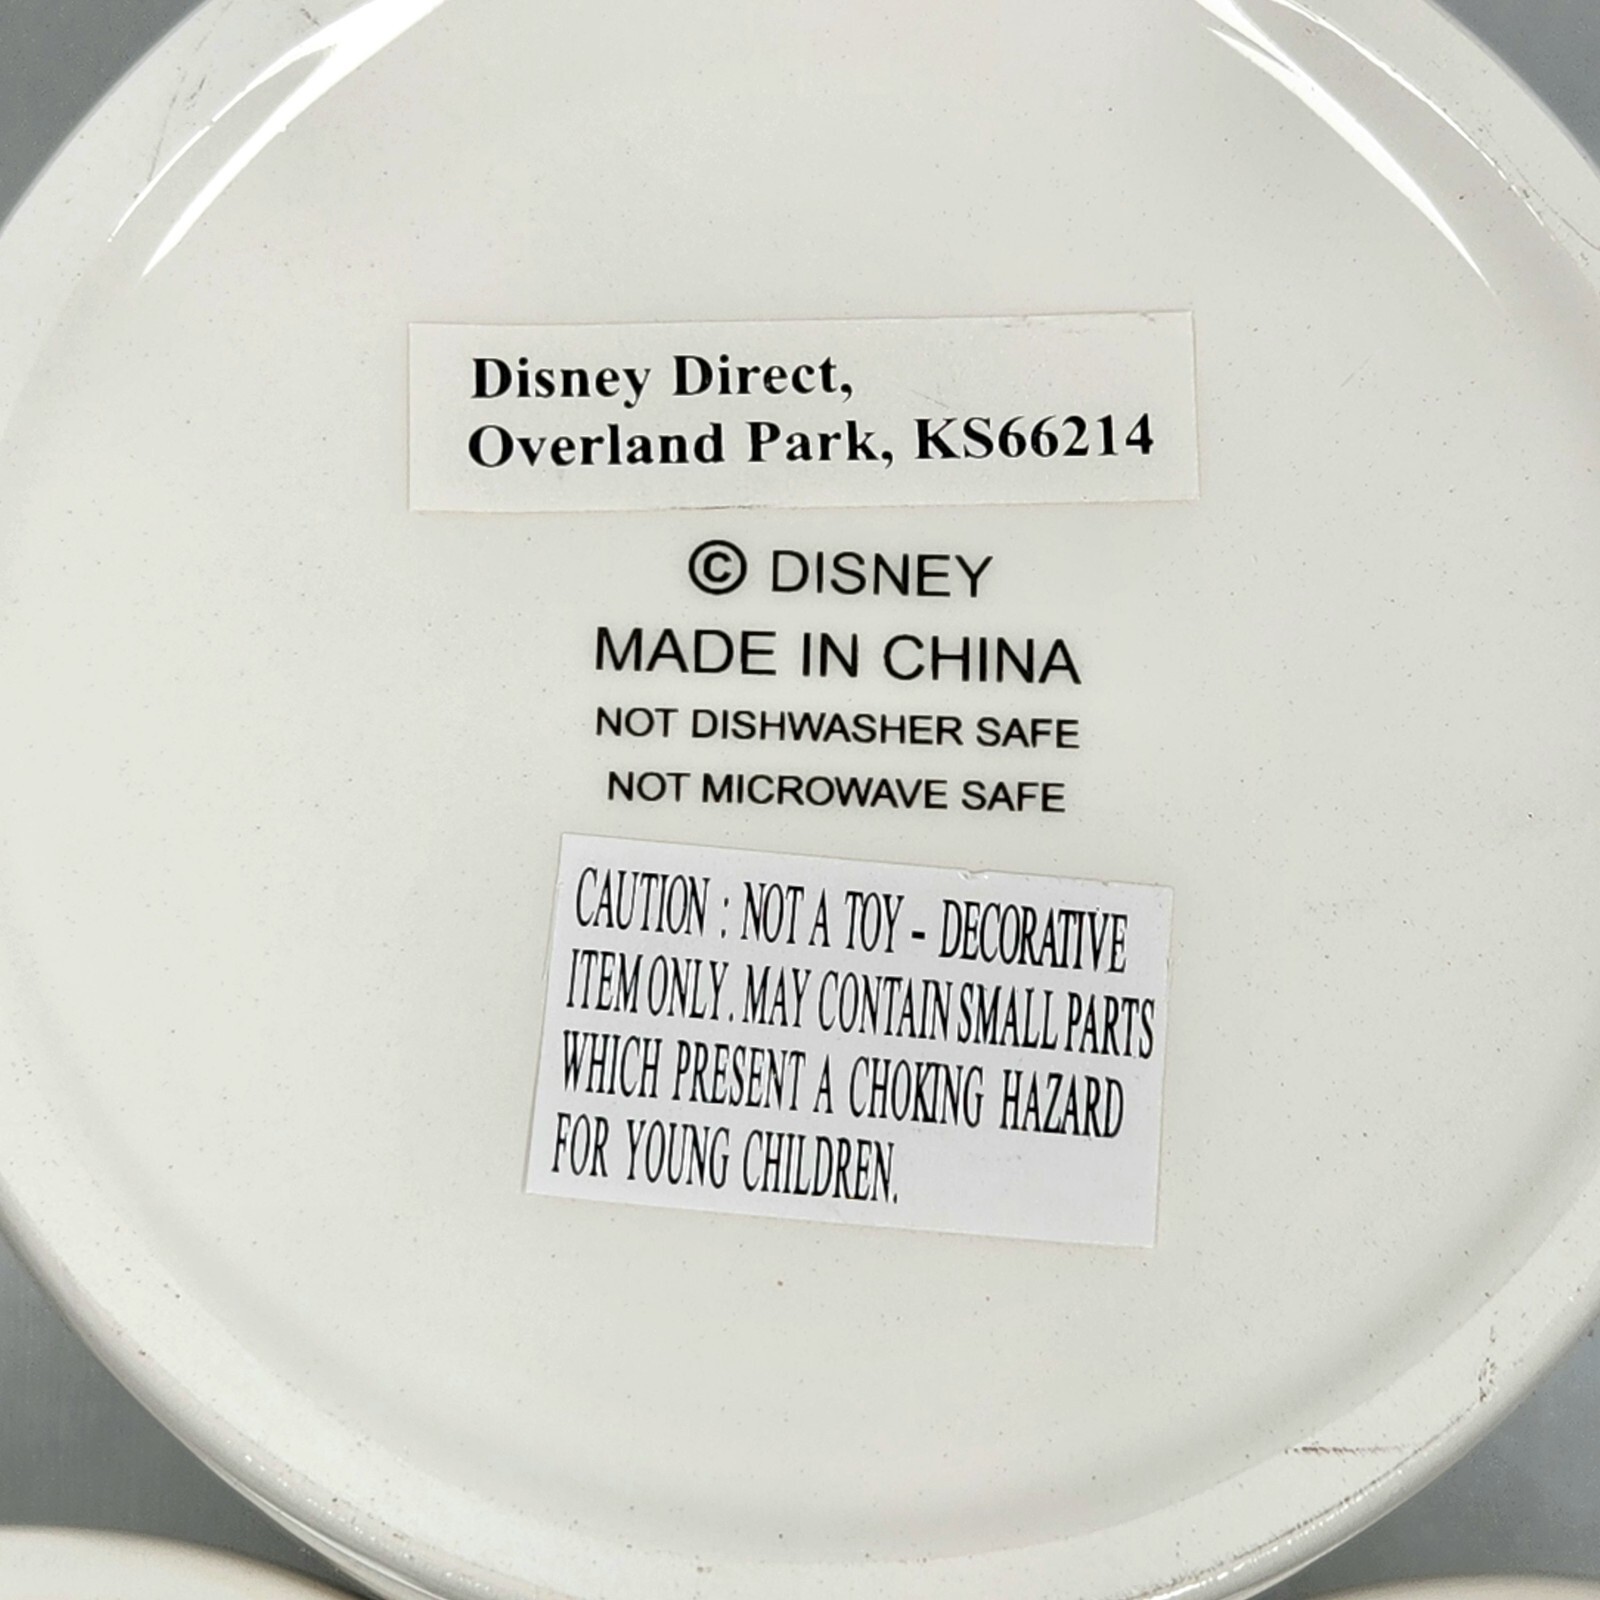 Disney Direct,
Overland Park, KS66214
© DISNEY
MADE IN CHINA
NOT DISHWASHER SAFE
NOT MICROWAVE SAFE
CAUTION : NOT A TOY - DECORATIVE
ITEM ONLY. MAY CONTAIN SMALL PARTS
WHICH PRESENT A CHOKING HAZARD
FOR YOUNG CHILDREN.